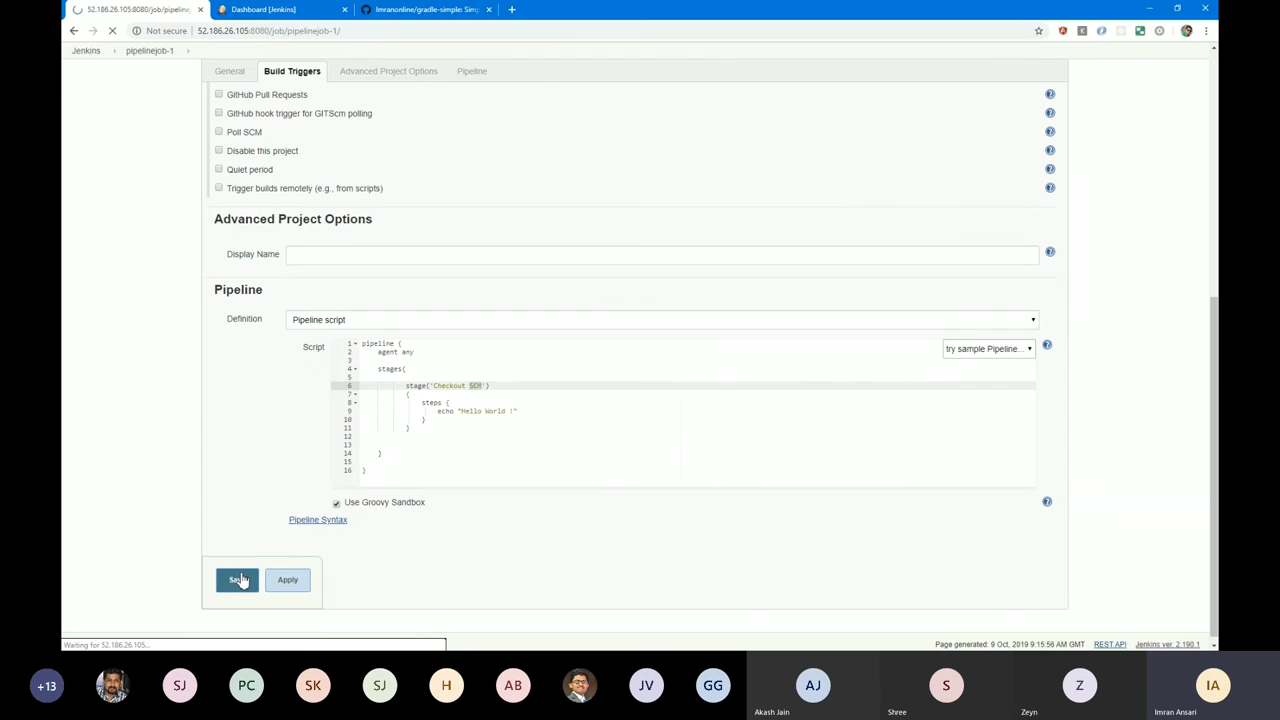 52.186.26.105:8080/job/pipeline
Dashboard [Jenkins]
Imranonline/gradle-simple: Simp
Not secure
52.186.26.105:8080/job/pipelinejob-1/
Jenkins
pipelinejob-1
General
Build Triggers
Advanced Project Options
Pipeline
GitHub Pull Requests
GitHub hook trigger for GITScm polling
Poll SCM
Disable this project
Quiet period
Trigger builds remotely (e.g., from scripts)
Advanced Project Options
Display Name
Pipeline
Definition
Pipeline script
Script
try sample Pipeline...
1 pipeline {
2 agent any
3
4 stages{
5
6 stage('Checkout SCM')
7 {
8 steps {
9 echo "Hello World !"
10 }
11 }
12
13
14 }
15
16 }
Use Groovy Sandbox
Pipeline Syntax
Apply
Waiting for 52.186.26.105...
Page generated: 9 Oct, 2019 9:15:56 AM GMT
REST API
Jenkins ver. 2.190.1
+13
SJ
PC
SK
SJ
H
AB
JV
GG
AJ
S
Z
IA
Akash Jain
Shree
Zeyn
Imran Ansari